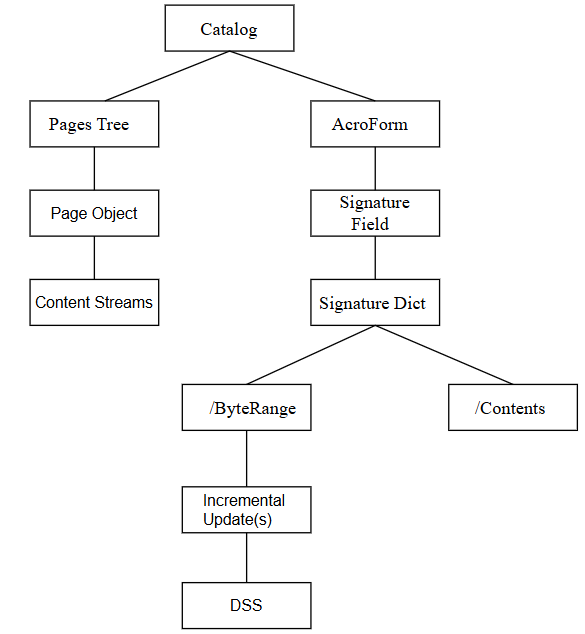 Catalog
Pages Tree
AcroForm
Page Object
Signature
Field
Content Streams
Signature Dict
/ByteRange
/Contents
Incremental
Update(s)
DSS